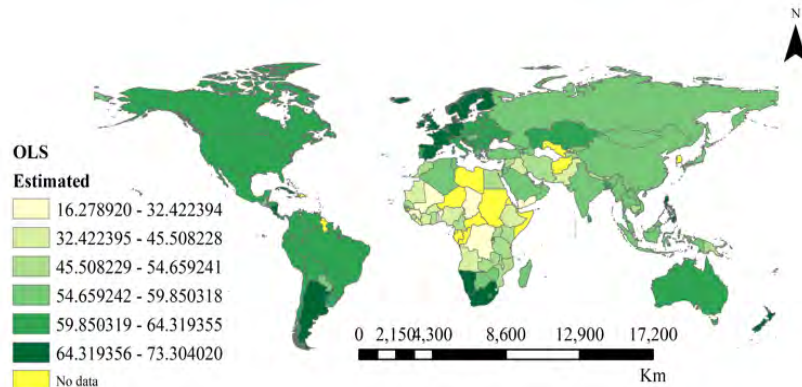 N
OLS
Estimated
16.278920 - 32.422394
32.422395 - 45.508228
45.508229 - 54.659241
54.659242 - 59.850318
59.850319 - 64.319355
64.319356 - 73.304020
No data
0 2,1504,300 8,600 12,900 17,200
Km